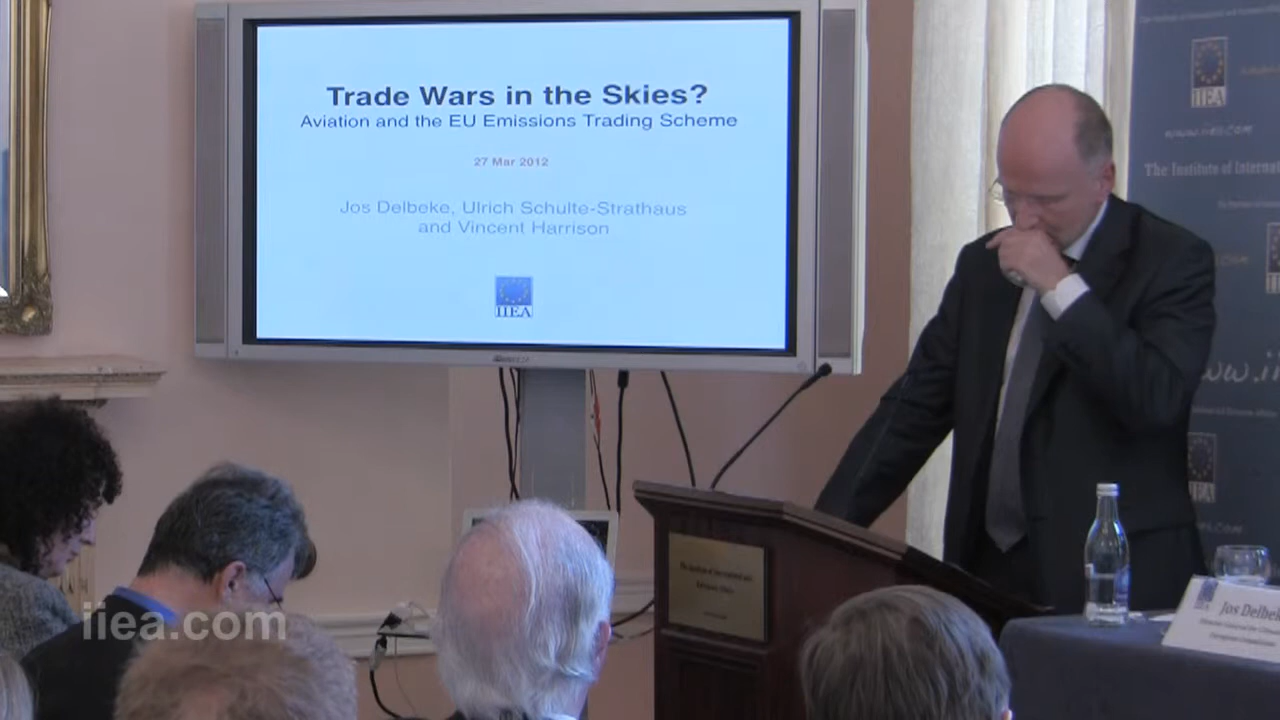 Trade Wars in the Skies?
Aviation and the EU Emissions Trading Scheme
27 Mar 2012
Jos Delbeke, Ulrich Schulte-Strathaus
and Vincent Harrison
IIEA
IIEA
www.iiea.com
The Institute of Internat
Jos Delbe
iiea.com